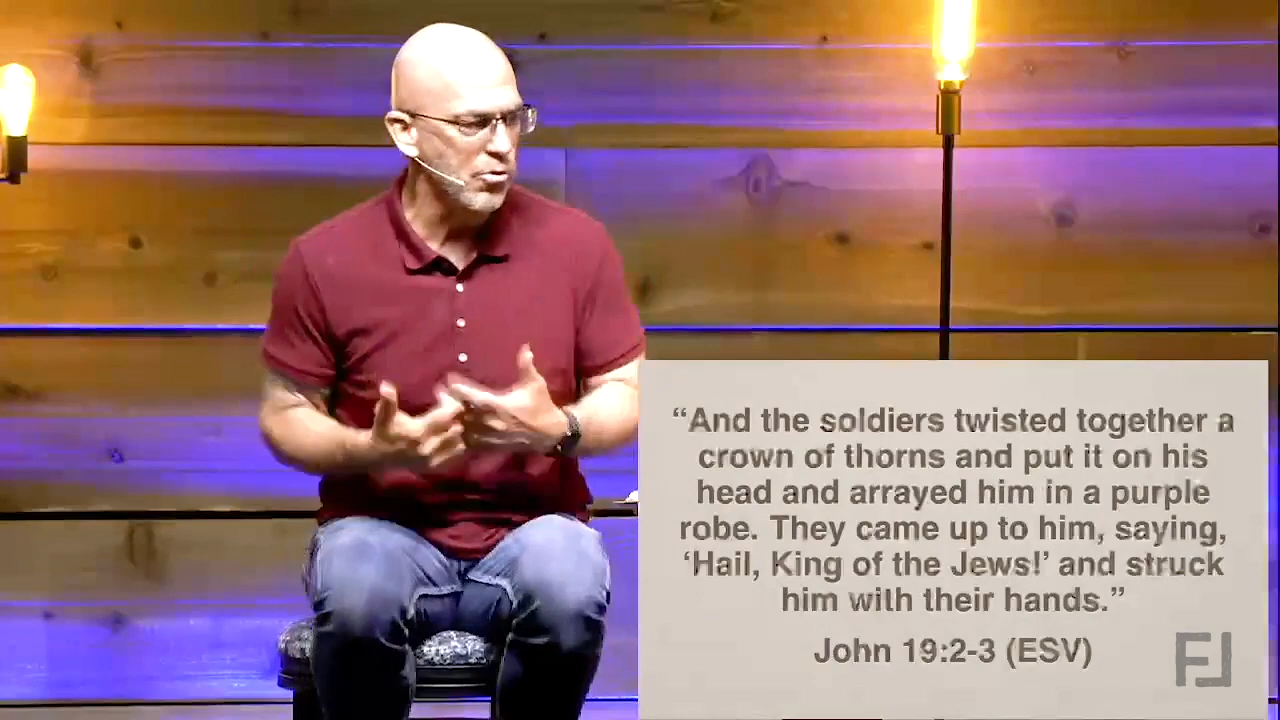 “And the soldiers twisted together a
crown of thorns and put it on his
head and arrayed him in a purple
robe. They came up to him, saying,
‘Hail, King of the Jews!’ and struck
him with their hands.”
John 19:2-3 (ESV)
FL